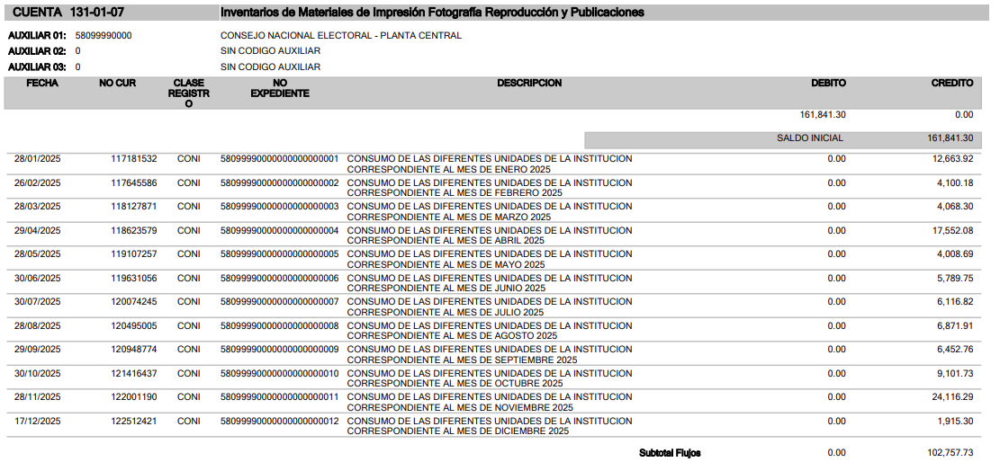 CUENTA 131-01-07 Inventarios de Materiales de Impresión Fotografía Reproducción y Publicaciones
AUXILIAR 01: 58099990000 CONSEJO NACIONAL ELECTORAL - PLANTA CENTRAL
AUXILIAR 02: 0 SIN CODIGO AUXILIAR
AUXILIAR 03: 0 SIN CODIGO AUXILIAR
FECHA NO CUR CLASE NO DESCRIPCION DEBITO CREDITO
REGISTR EXPEDIENTE
O
161,841.30 0.00
SALDO INICIAL 161,841.30
28/01/2025 117181532 CONI 58099990000000000000001 CONSUMO DE LAS DIFERENTES UNIDADES DE LA INSTITUCION 0.00 12,663.92
CORRESPONDIENTE AL MES DE ENERO 2025
26/02/2025 117645586 CONI 58099990000000000000002 CONSUMO DE LAS DIFERENTES UNIDADES DE LA INSTITUCION 0.00 4,100.18
CORRESPONDIENTE AL MES DE FEBRERO 2025
28/03/2025 118127871 CONI 58099990000000000000003 CONSUMO DE LAS DIFERENTES UNIDADES DE LA INSTITUCION 0.00 4,068.30
CORRESPONDIENTE AL MES DE MARZO 2025
29/04/2025 118623579 CONI 58099990000000000000004 CONSUMO DE LAS DIFERENTES UNIDADES DE LA INSTITUCION 0.00 17,552.08
CORRESPONDIENTE AL MES DE ABRIL 2025
28/05/2025 119107257 CONI 58099990000000000000005 CONSUMO DE LAS DIFERENTES UNIDADES DE LA INSTITUCION 0.00 4,008.69
CORRESPONDIENTE AL MES DE MAYO 2025
30/06/2025 119631056 CONI 58099990000000000000006 CONSUMO DE LAS DIFERENTES UNIDADES DE LA INSTITUCION 0.00 5,789.75
CORRESPONDIENTE AL MES DE JUNIO 2025
30/07/2025 120074245 CONI 58099990000000000000007 CONSUMO DE LAS DIFERENTES UNIDADES DE LA INSTITUCION 0.00 6,116.82
CORRESPONDIENTE AL MES DE JULIO 2025
28/08/2025 120495005 CONI 58099990000000000000008 CONSUMO DE LAS DIFERENTES UNIDADES DE LA INSTITUCION 0.00 6,871.91
CORRESPONDIENTE AL MES DE AGOSTO 2025
29/09/2025 120948774 CONI 58099990000000000000009 CONSUMO DE LAS DIFERENTES UNIDADES DE LA INSTITUCION 0.00 6,452.76
CORRESPONDIENTE AL MES DE SEPTIEMBRE 2025
30/10/2025 121416437 CONI 58099990000000000000010 CONSUMO DE LAS DIFERENTES UNIDADES DE LA INSTITUCION 0.00 9,101.73
CORRESPONDIENTE AL MES DE OCTUBRE 2025
28/11/2025 122001190 CONI 58099990000000000000011 CONSUMO DE LAS DIFERENTES UNIDADES DE LA INSTITUCION 0.00 24,116.29
CORRESPONDIENTE AL MES DE NOVIEMBRE 2025
17/12/2025 122512421 CONI 58099990000000000000012 CONSUMO DE LAS DIFERENTES UNIDADES DE LA INSTITUCION 0.00 1,915.30
CORRESPONDIENTE AL MES DE DICIEMBRE 2025
Subtotal Flujos 0.00 102,757.73